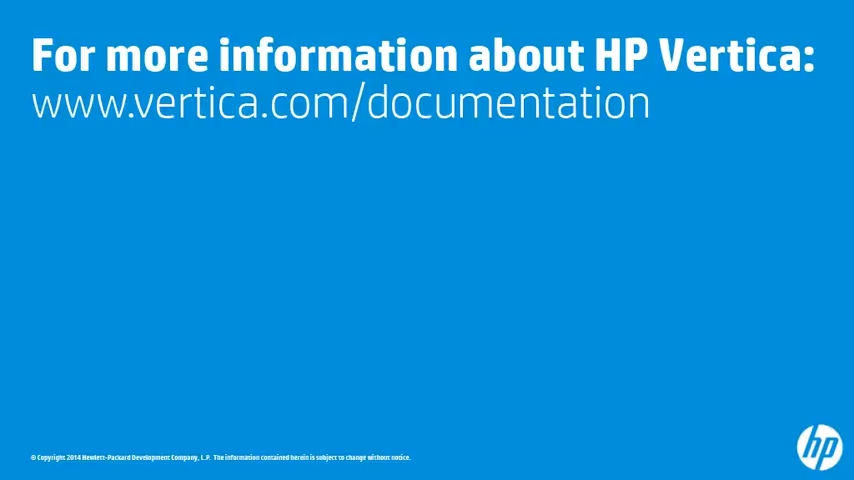 For more information about HP Vertica:
www.vertica.com/documentation
© Copyright 2014 Hewlett-Packard Development Company, L.P. The information contained herein is subject to change without notice.
hp